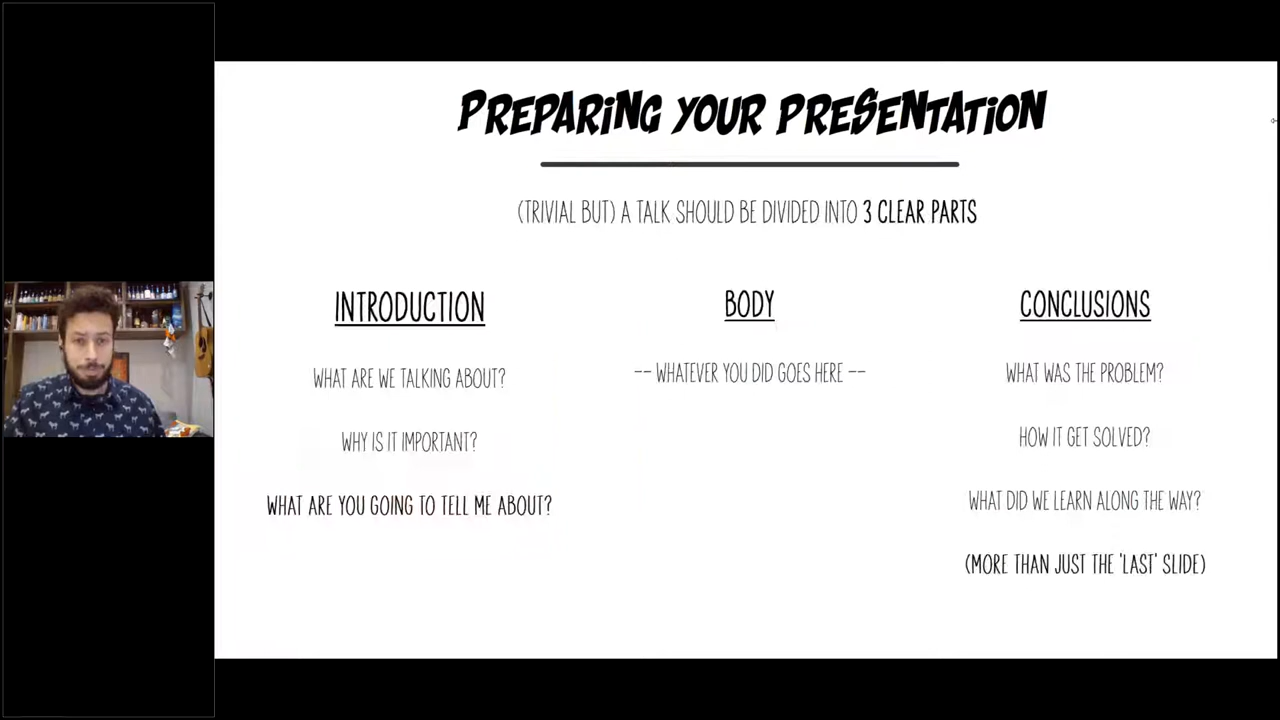 PREPARING YOUR PRESENTATION
(TRIVIAL BUT) A TALK SHOULD BE DIVIDED INTO 3 CLEAR PARTS
INTRODUCTION
WHAT ARE WE TALKING ABOUT?
WHY IS IT IMPORTANT?
WHAT ARE YOU GOING TO TELL ME ABOUT?
BODY
-- WHATEVER YOU DID GOES HERE --
CONCLUSIONS
WHAT WAS THE PROBLEM?
HOW IT GET SOLVED?
WHAT DID WE LEARN ALONG THE WAY?
(MORE THAN JUST THE 'LAST' SLIDE)